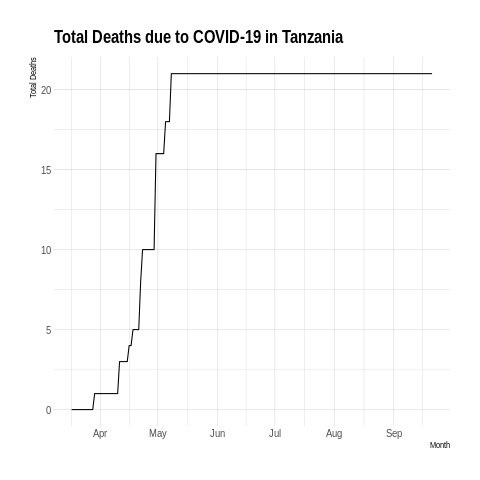 Total Deaths due to COVID-19 in Tanzania
Total Deaths
20
15
10
5
0
Apr May Jun Jul Aug Sep
Month